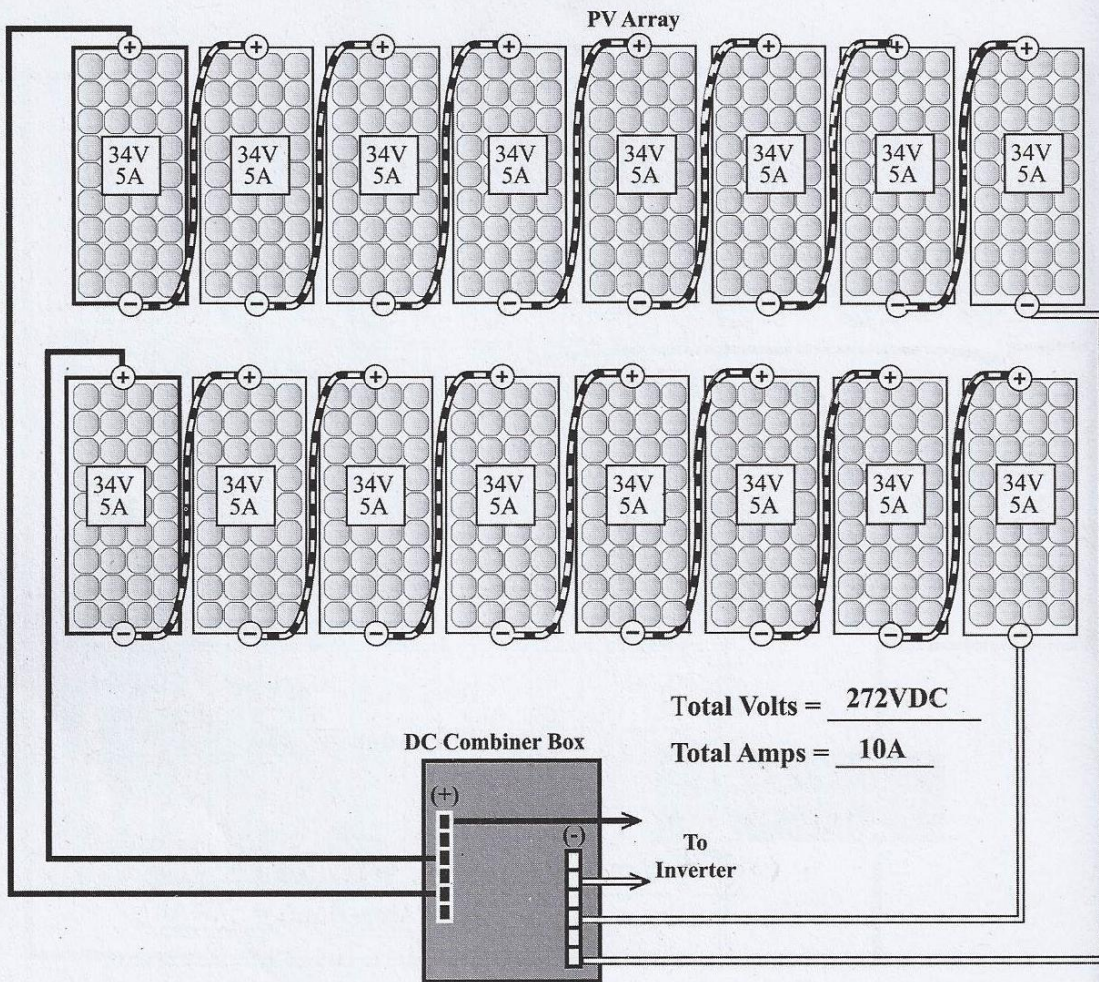 PV Array
+ + + + + + + +
34V 34V 34V 34V 34V 34V 34V 34V
5A 5A 5A 5A 5A 5A 5A 5A
− − − − − − − −
+ + + + + + + +
34V 34V 34V 34V 34V 34V 34V 34V
5A 5A 5A 5A 5A 5A 5A 5A
− − − − − − − −
Total Volts = 272VDC
Total Amps = 10A
DC Combiner Box
(+)
(-)
To
Inverter